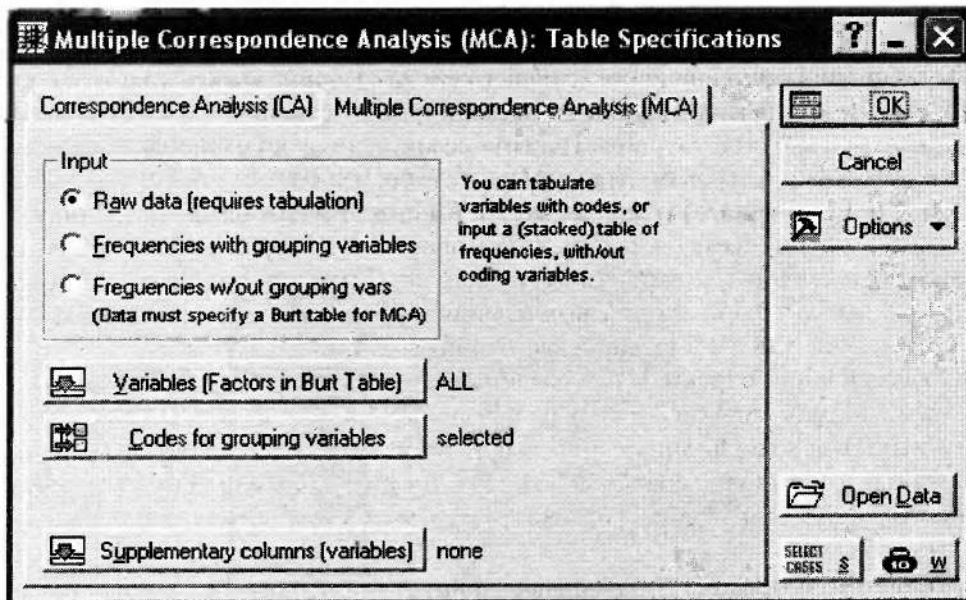 Multiple Correspondence Analysis (MCA): Table Specifications
Correspondence Analysis (CA) Multiple Correspondence Analysis (MCA)
Input
Raw data (requires tabulation)
Frequencies with grouping variables
Frequencies w/out grouping vars
(Data must specify a Burt table for MCA)
You can tabulate
variables with codes, or
input a (stacked) table of
frequencies, with/out
coding variables.
Variables (Factors in Burt Table) ALL
Codes for grouping variables selected
Supplementary columns (variables) none
OK
Cancel
Options
Open Data
SELECT
CASES S
W